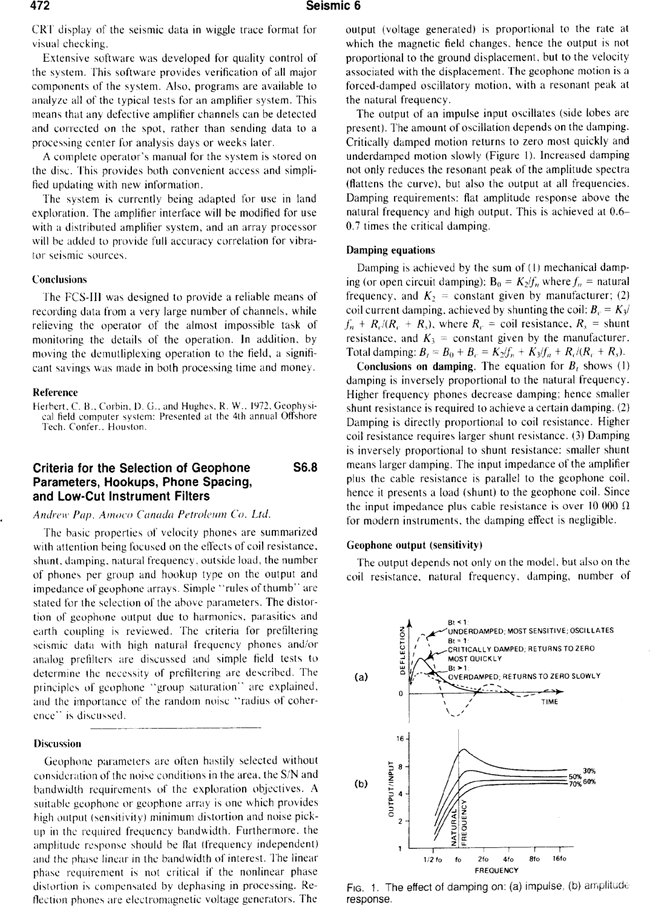 472
Seismic 6
CRT display of the seismic data in wiggle trace format for
visual checking.
Extensive software was developed for quality control of
the system. This software provides verification of all major
components of the system. Also, programs are available to
analyze all of the typical tests for an amplifier system. This
means that any defective amplifier channels can be detected
and corrected on the spot, rather than sending data to a
processing center for analysis days or weeks later.
A complete operator's manual for the system is stored on
the disc. This provides both convenient access and simpli-
fied updating with new information.
The system is currently being adapted for use in land
exploration. The amplifier interface will be modified for use
with a distributed amplifier system, and an array processor
will be added to provide full accuracy correlation for vibra-
tor seismic sources.
Conclusions
The FCS-III was designed to provide a reliable means of
recording data from a very large number of channels, while
relieving the operator of the almost impossible task of
monitoring the details of the operation. In addition, by
moving the demutliplexing operation to the field, a signifi-
cant savings was made in both processing time and money.
Reference
Herbert, C. B., Corbin, D. G., and Hughes, R. W., 1972, Geophysi-
cal field computer system: Presented at the 4th annual Offshore
Tech. Confer., Houston.
Criteria for the Selection of Geophone S6.8
Parameters, Hookups, Phone Spacing,
and Low-Cut Instrument Filters
Andrew Pap, Amoco Canada Petroleum Co. Ltd.
The basic properties of velocity phones are summarized
with attention being focused on the effects of coil resistance,
shunt, damping, natural frequency, outside load, the number
of phones per group and hookup type on the output and
impedance of geophone arrays. Simple "rules of thumb" are
stated for the selection of the above parameters. The distor-
tion of geophone output due to harmonics, parasitics and
earth coupling is reviewed. The criteria for prefiltering
seismic data with high natural frequency phones and/or
analog prefilters are discussed and simple field tests to
determine the necessity of prefiltering are described. The
principles of geophone "group saturation" are explained,
and the importance of the random noise "radius of coher-
ence" is discussed.
Discussion
Geophone parameters are often hastily selected without
consideration of the noise conditions in the area, the S/N and
bandwidth requirements of the exploration objectives. A
suitable geophone or geophone array is one which provides
high output (sensitivity) minimum distortion and noise pick-
up in the required frequency bandwidth. Furthermore, the
amplitude response should be flat (frequency independent)
and the phase linear in the bandwidth of interest. The linear
phase requirement is not critical if the nonlinear phase
distortion is compensated by dephasing in processing. Re-
flection phones are electromagnetic voltage generators. The
output (voltage generated) is proportional to the rate at
which the magnetic field changes, hence the output is not
proportional to the ground displacement, but to the velocity
associated with the displacement. The geophone motion is a
forced-damped oscillatory motion, with a resonant peak at
the natural frequency.
The output of an impulse input oscillates (side lobes are
present). The amount of oscillation depends on the damping.
Critically damped motion returns to zero most quickly and
underdamped motion slowly (Figure 1). Increased damping
not only reduces the resonant peak of the amplitude spectra
(flattens the curve), but also the output at all frequencies.
Damping requirements: flat amplitude response above the
natural frequency and high output. This is achieved at 0.6–
0.7 times the critical damping.
Damping equations
Damping is achieved by the sum of (1) mechanical damp-
ing (or open circuit damping): B₀ = K₂/fₙ where fₙ = natural
frequency, and K₂ = constant given by manufacturer; (2)
coil current damping, achieved by shunting the coil: B_c = K₃/
fₙ + R_c/(R_c + R_s), where R_c = coil resistance, R_s = shunt
resistance, and K₃ = constant given by the manufacturer.
Total damping: B_t = B₀ + B_c = K₂/fₙ + K₃/fₙ + R_c/(R_c + R_s).
Conclusions on damping. The equation for B_t shows (1)
damping is inversely proportional to the natural frequency.
Higher frequency phones decrease damping; hence smaller
shunt resistance is required to achieve a certain damping. (2)
Damping is directly proportional to coil resistance. Higher
coil resistance requires larger shunt resistance. (3) Damping
is inversely proportional to shunt resistance: smaller shunt
means larger damping. The input impedance of the amplifier
plus the cable resistance is parallel to the geophone coil,
hence it presents a load (shunt) to the geophone coil. Since
the input impedance plus cable resistance is over 10 000 Ω
for modern instruments, the damping effect is negligible.
Geophone output (sensitivity)
The output depends not only on the model, but also on the
coil resistance, natural frequency, damping, number of
(a)
DEFLECTION
0
Bt < 1:
UNDERDAMPED; MOST SENSITIVE; OSCILLATES
Bt = 1:
CRITICALLY DAMPED; RETURNS TO ZERO
MOST QUICKLY
Bt > 1:
OVERDAMPED; RETURNS TO ZERO SLOWLY
TIME
(b)
OUTPUT/INPUT
16
8
4
2
1
30%
50%
60%
70%
NATURAL
FREQUENCY
1/2 fo fo 2fo 4fo 8fo 16fo
FREQUENCY
FIG. 1. The effect of damping on: (a) impulse, (b) amplitude
response.